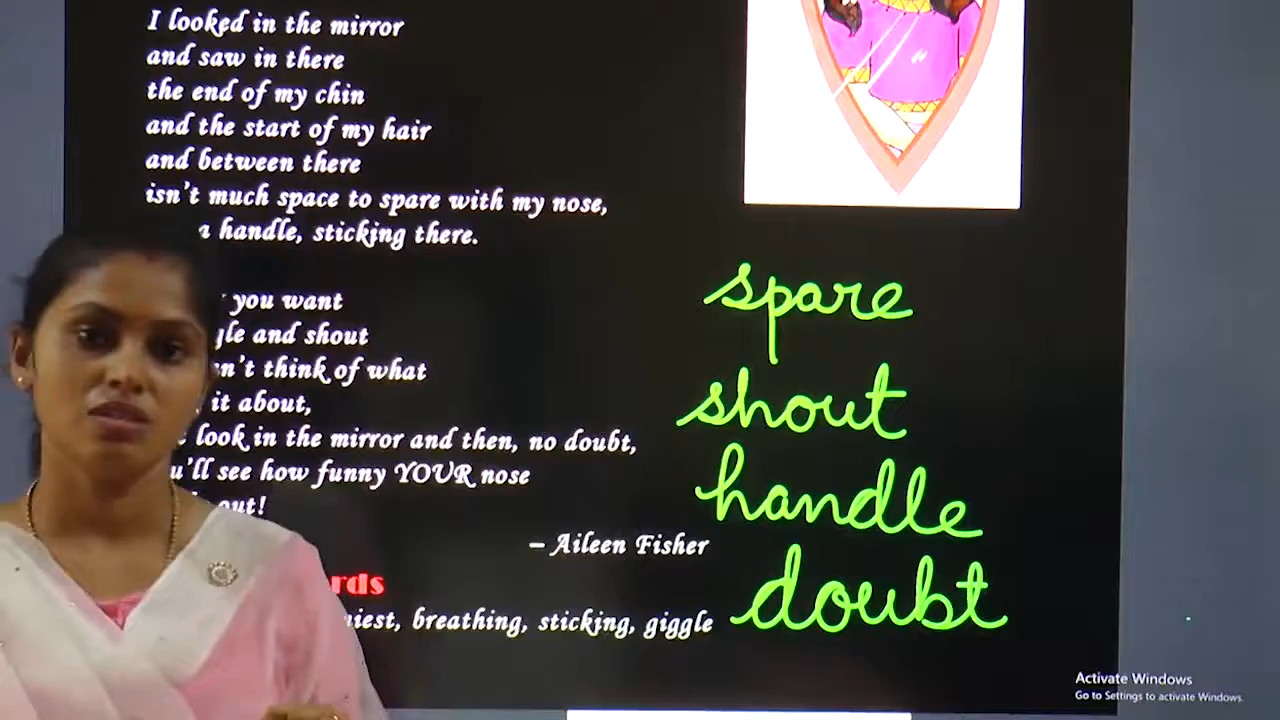 I looked in the mirror
and saw in there
the end of my chin
and the start of my hair
and between there
isn't much space to spare with my nose,
a handle, sticking there.
you want
and shout
think of what
it about,
look in the mirror and then, no doubt,
see how funny YOUR nose
out!
– Aileen Fisher
breathing, sticking, giggle
spare
shout
handle
doubt
Activate Windows
Go to Settings to activate Windows.